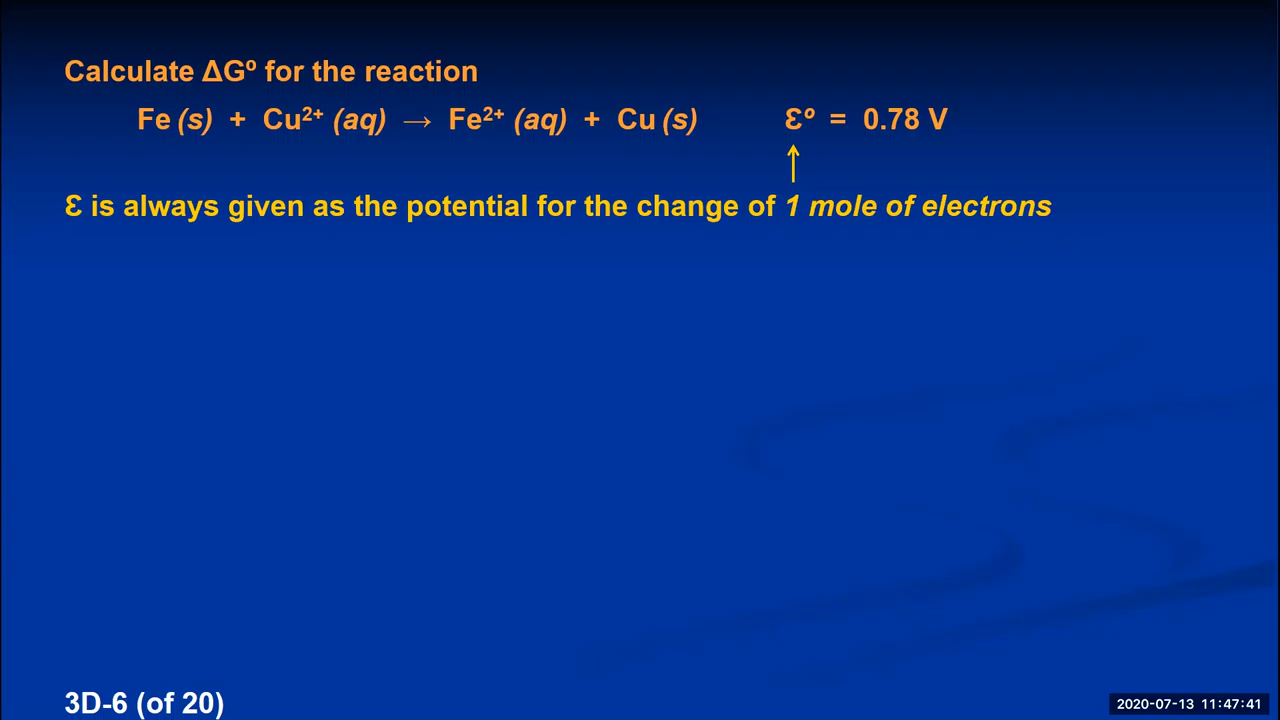 Calculate ΔGº for the reaction
Fe (s) + Cu²⁺ (aq) → Fe²⁺ (aq) + Cu (s) Ɛº = 0.78 V
Ɛ is always given as the potential for the change of 1 mole of electrons
3D-6 (of 20)
2020-07-13 11:47:41